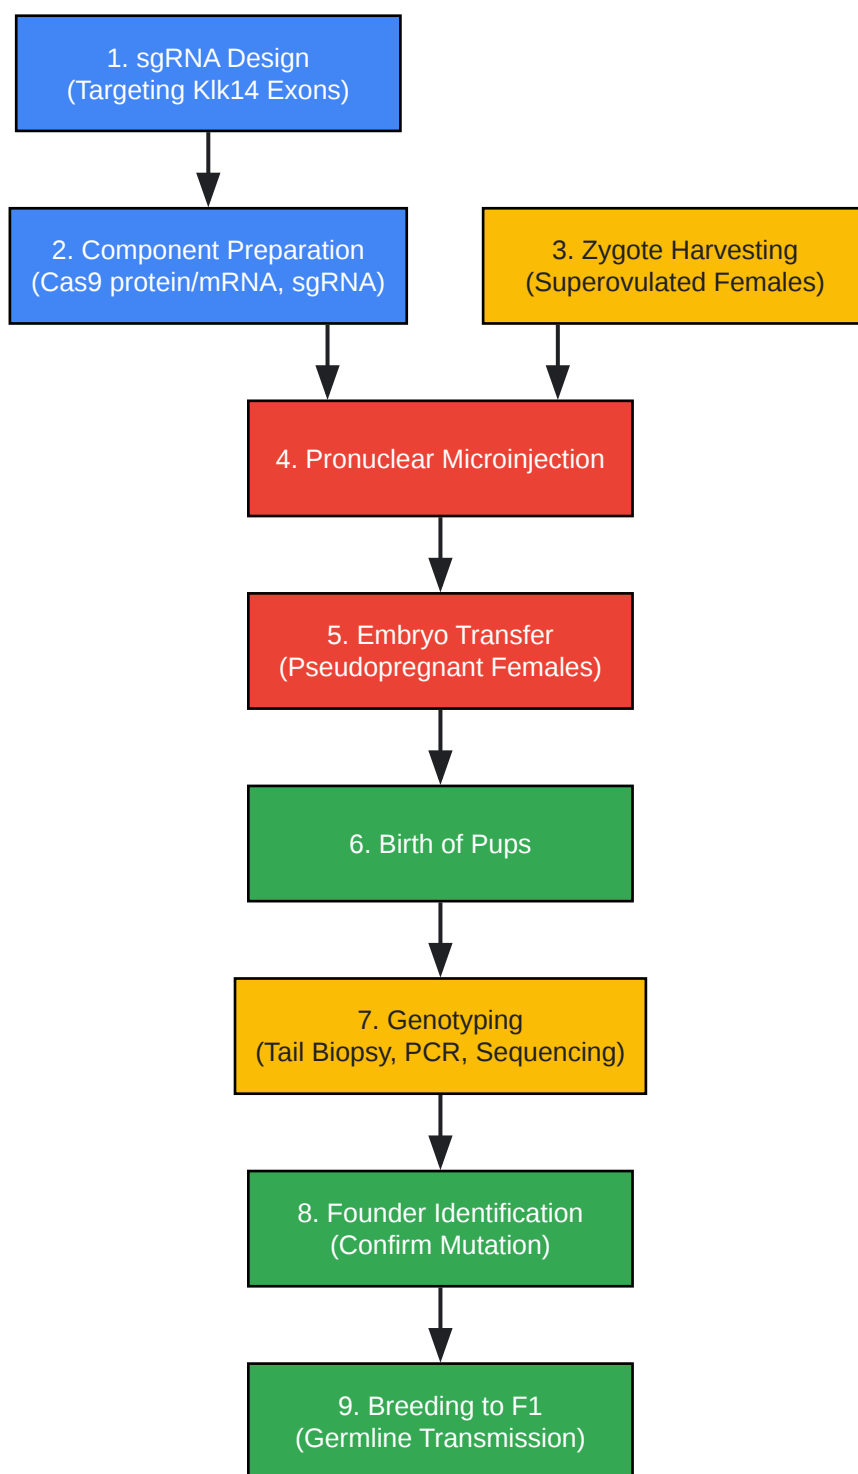 1. sgRNA Design
(Targeting Klk14 Exons)
2. Component Preparation
(Cas9 protein/mRNA, sgRNA)
3. Zygote Harvesting
(Superovulated Females)
4. Pronuclear Microinjection
5. Embryo Transfer
(Pseudopregnant Females)
6. Birth of Pups
7. Genotyping
(Tail Biopsy, PCR, Sequencing)
8. Founder Identification
(Confirm Mutation)
9. Breeding to F1
(Germline Transmission)